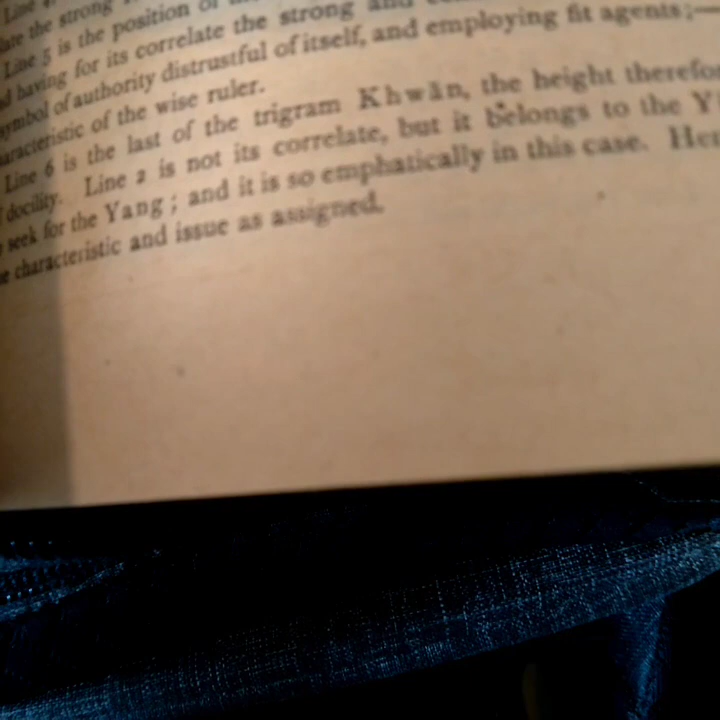 Line
the strong
Line 5 is the position of
having for its correlate the strong and
symbol of authority distrustful of itself, and employing fit agents;—
characteristic of the wise ruler.
Line 6 is the last of the trigram Khwăn, the height therefor
docility. Line 2 is not its correlate, but it belongs to the Y
seek for the Yang; and it is so emphatically in this case. Her
characteristic and issue as assigned.